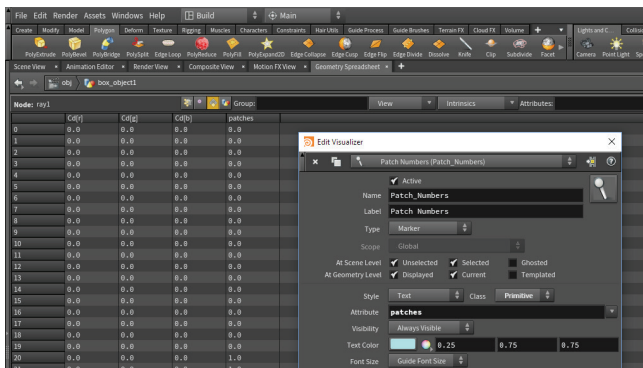 File Edit Render Assets Windows Help Build Main
Create Modify Model Polygon Deform Texture Rigging Muscles Characters Constraints Hair Utils Guide Process Guide Brushes Terrain FX Cloud FX Volume Lights and C... Collisi
PolyExtrude PolyBevel PolyBridge PolySplit Edge Loop PolyReduce PolyFill PolyExpand2D Edge Collapse Edge Cusp Edge Flip Edge Divide Dissolve Knife Clip Subdivide Facet Camera Point Light Sp
Scene View Animation Editor Render View Composite View Motion FX View Geometry Spreadsheet
obj box_object1
Node: ray1 Group: View Intrinsics Attributes:
Cd[r] Cd[g] Cd[b] patches
0 0.0 0.0 0.0 0.0
1 0.0 0.0 0.0 0.0
2 0.0 0.0 0.0 0.0
3 0.0 0.0 0.0 0.0
4 0.0 0.0 0.0 0.0
5 0.0 0.0 0.0 0.0
6 0.0 0.0 0.0 0.0
7 0.0 0.0 0.0 0.0
8 0.0 0.0 0.0 0.0
9 0.0 0.0 0.0 0.0
10 0.0 0.0 0.0 0.0
11 0.0 0.0 0.0 0.0
12 0.0 0.0 0.0 0.0
13 0.0 0.0 0.0 0.0
14 0.0 0.0 0.0 0.0
15 0.0 0.0 0.0 0.0
16 0.0 0.0 0.0 0.0
17 0.0 0.0 0.0 0.0
18 0.0 0.0 0.0 0.0
19 0.0 0.0 0.0 0.0
20 0.0 0.0 0.0 1.0
Edit Visualizer
Patch Numbers (Patch_Numbers)
Active
Name Patch_Numbers
Label Patch Numbers
Type Marker
Scope Global
At Scene Level Unselected Selected Ghosted
At Geometry Level Displayed Current Templated
Style Text Class Primitive
Attribute patches
Visibility Always Visible
Text Color 0.25 0.75 0.75
Font Size Guide Font Size